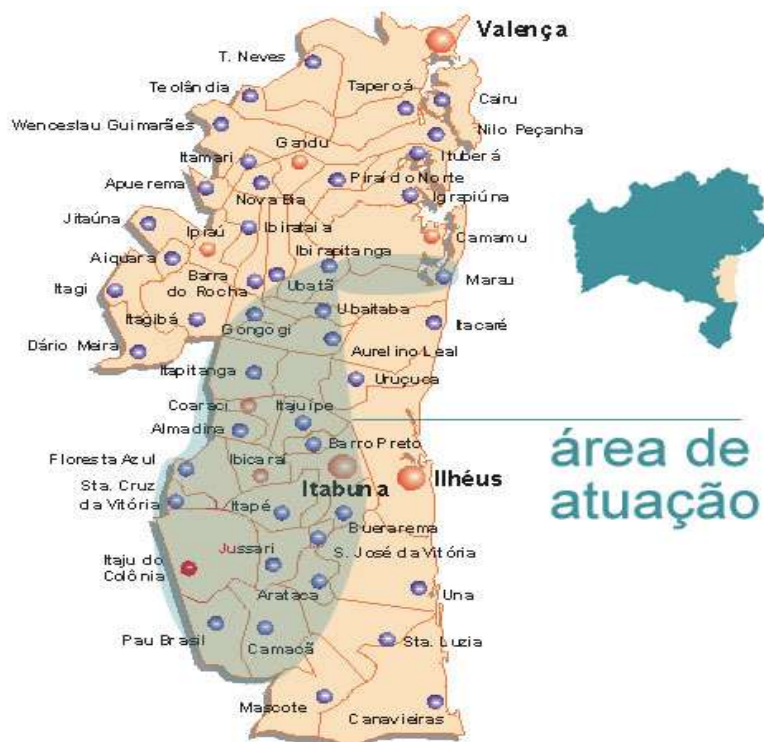 Valença
T. Neves
Teolândia
Taperoá
Cairu
Wenceslau Guimarães
Nilo Peçanha
Gandu
Itamari
Ituberá
Apuerema
Piraí do Norte
Nova Bia
Igrapiúna
Jitaúna
Ipiaú
Ibirataia
Camamu
Ibirapitanga
Aiquara
Barra
do Rocha
Ubatã
Marau
Itagi
Itagibá
Gongogi
Ubaitaba
Itacaré
Dário Meira
Aurelino Leal
Itapitanga
Uruçuca
Coaraci
Itajuípe
Almadina
Barro Preto
área de
atuação
Floresta Azul
Ibicaraí
Itabuna
Ilhéus
Sta. Cruz
da Vitória
Itapé
Buerarema
Jussari
S. José da Vitória
Itaju do
Colônia
Arataca
Una
Pau Brasil
Camacã
Sta. Luzia
Mascote
Canavieiras